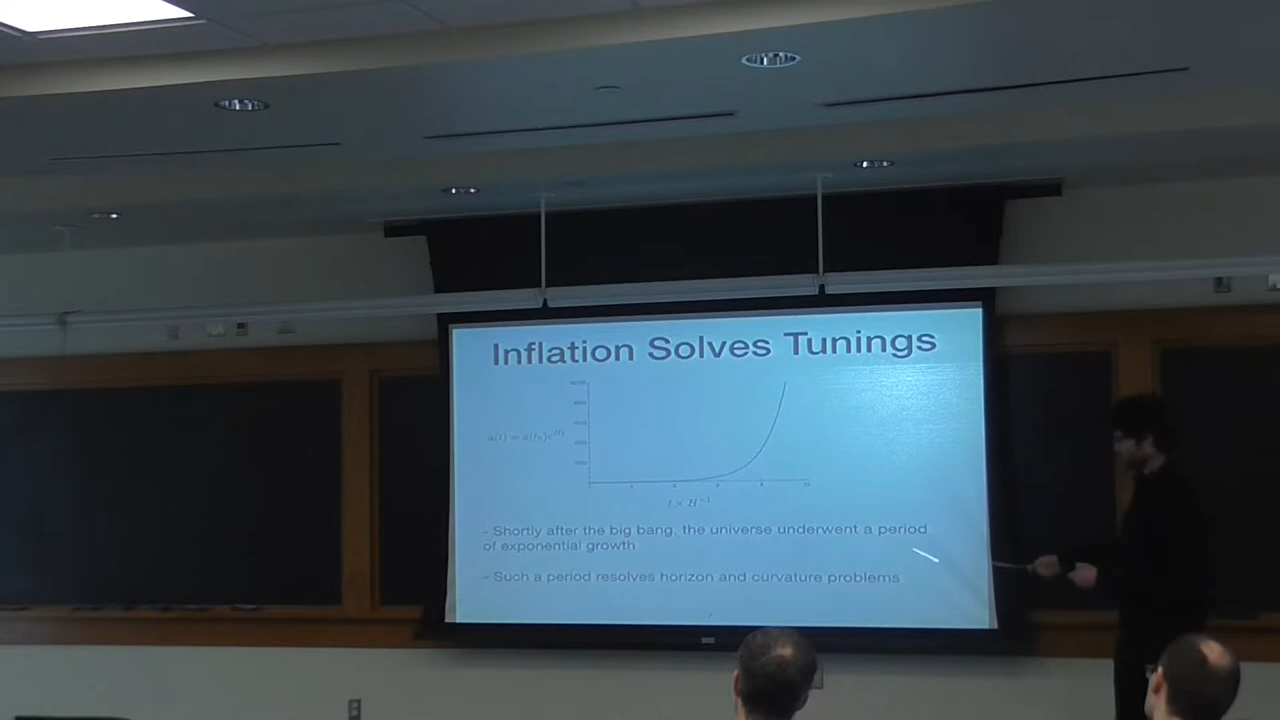 Inflation Solves Tunings
a(t) = a(t₀)e^{Ht}
t × H⁻¹
- Shortly after the big bang, the universe underwent a period
of exponential growth
- Such a period resolves horizon and curvature problems